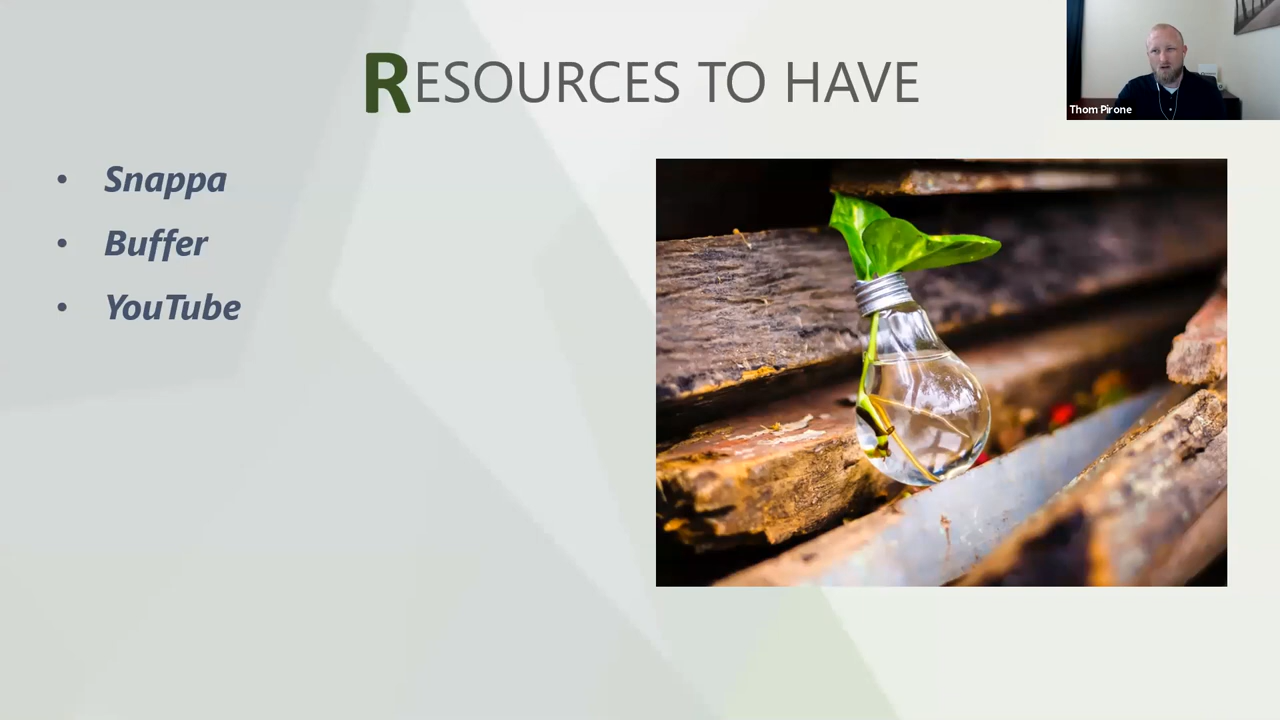 RESOURCES TO HAVE
Thom Pirone
• Snappa
• Buffer
• YouTube